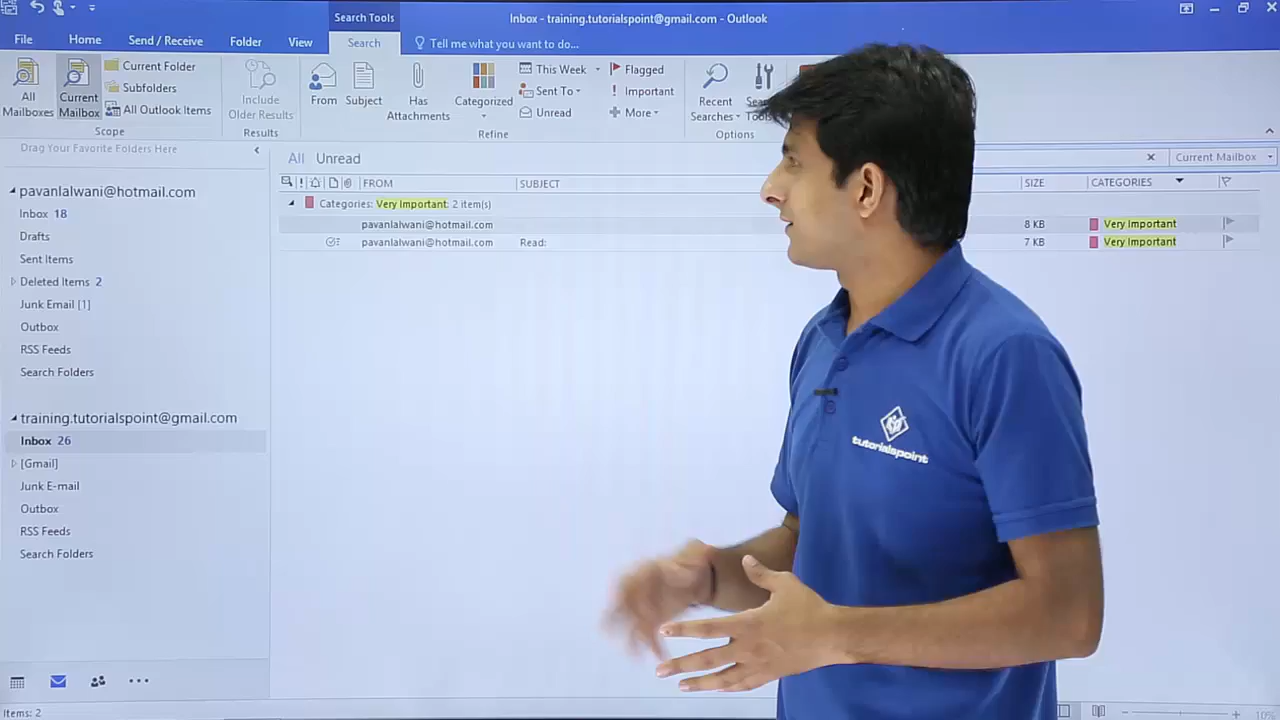 Search Tools
Inbox - training.tutorialspoint@gmail.com - Outlook
File Home Send / Receive Folder View Search Tell me what you want to do...
All Mailboxes
Current Mailbox
Current Folder
Subfolders
All Outlook Items
Scope
Include Older Results
Results
From
Subject
Has Attachments
Categorized
This Week
Sent To
Unread
Flagged
Important
More
Refine
Recent Searches
Tools
Options
Drag Your Favorite Folders Here
All Unread
Current Mailbox
FROM SUBJECT SIZE CATEGORIES
Categories: Very Important: 2 item(s)
pavanlalwani@hotmail.com 8 KB Very Important
pavanlalwani@hotmail.com Read: 7 KB Very Important
pavanlalwani@hotmail.com
Inbox 18
Drafts
Sent Items
Deleted Items 2
Junk Email [1]
Outbox
RSS Feeds
Search Folders
training.tutorialspoint@gmail.com
Inbox 26
[Gmail]
Junk E-mail
Outbox
RSS Feeds
Search Folders
tutorialspoint
Items: 2
10%